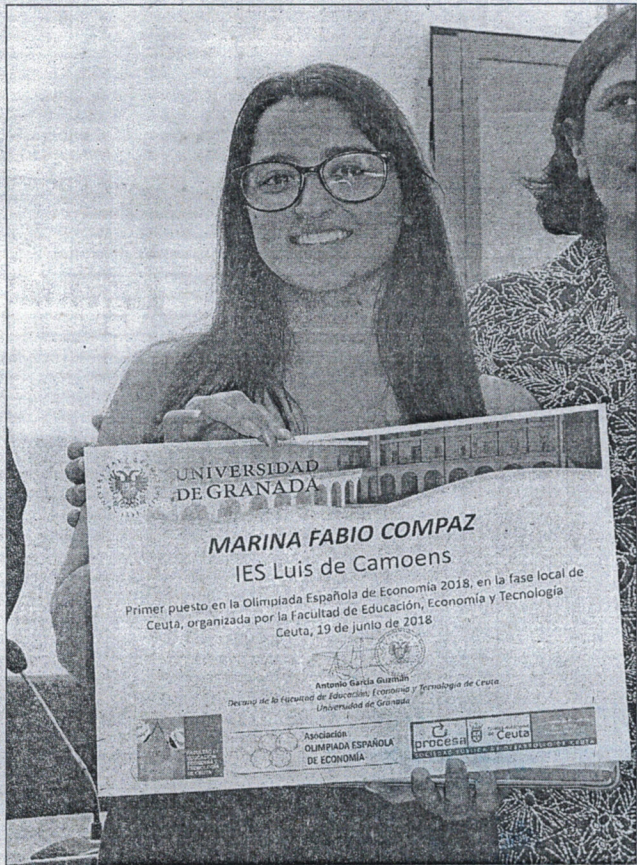 UNIVERSIDAD
DE GRANADA
MARINA FABIO COMPAZ
IES Luis de Camoens
Primer puesto en la Olimpiada Española de Economía 2018, en la fase local de
Ceuta, organizada por la Facultad de Educación, Economía y Tecnología
Ceuta, 19 de junio de 2018
Antonio García Guzmán
Decano de la Facultad de Educación, Economía y Tecnología de Ceuta
Universidad de Granada
Asociación
OLIMPIADA ESPAÑOLA
DE ECONOMÍA
procesa
Ceuta